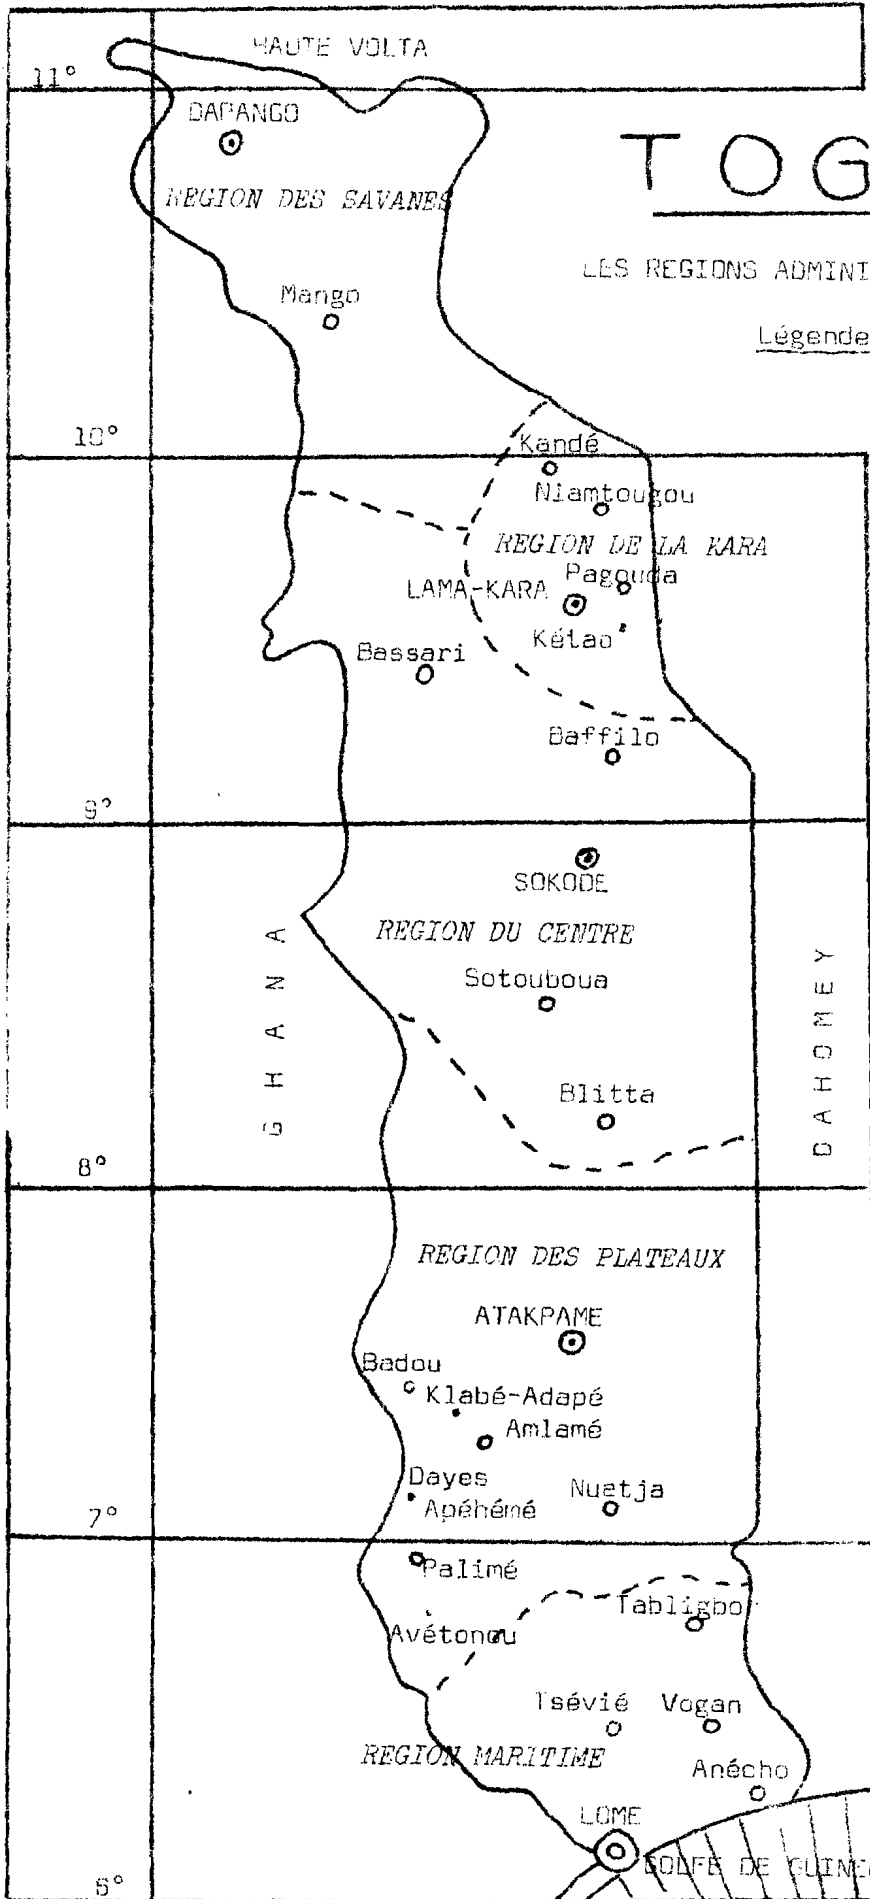 HAUTE VOLTA
11°
DAPANGO
TOG
REGION DES SAVANES
LES REGIONS ADMINI
Mango
Légende
10°
Kandé
Niamtougou
REGION DE LA KARA
Pagouda
LAMA-KARA
Kétao
Bassari
Baffilo
9°
SOKODE
REGION DU CENTRE
GHANA
Sotouboua
DAHOMEY
Blitta
8°
REGION DES PLATEAUX
ATAKPAME
Badou
Klabé-Adapé
Amlamé
Dayes
Apéhémé
Nuatja
7°
Palimé
Tabligbo
Avétonou
Tsévié
Vogan
REGION MARITIME
Anécho
LOME
GOLFE DE GUINE
6°